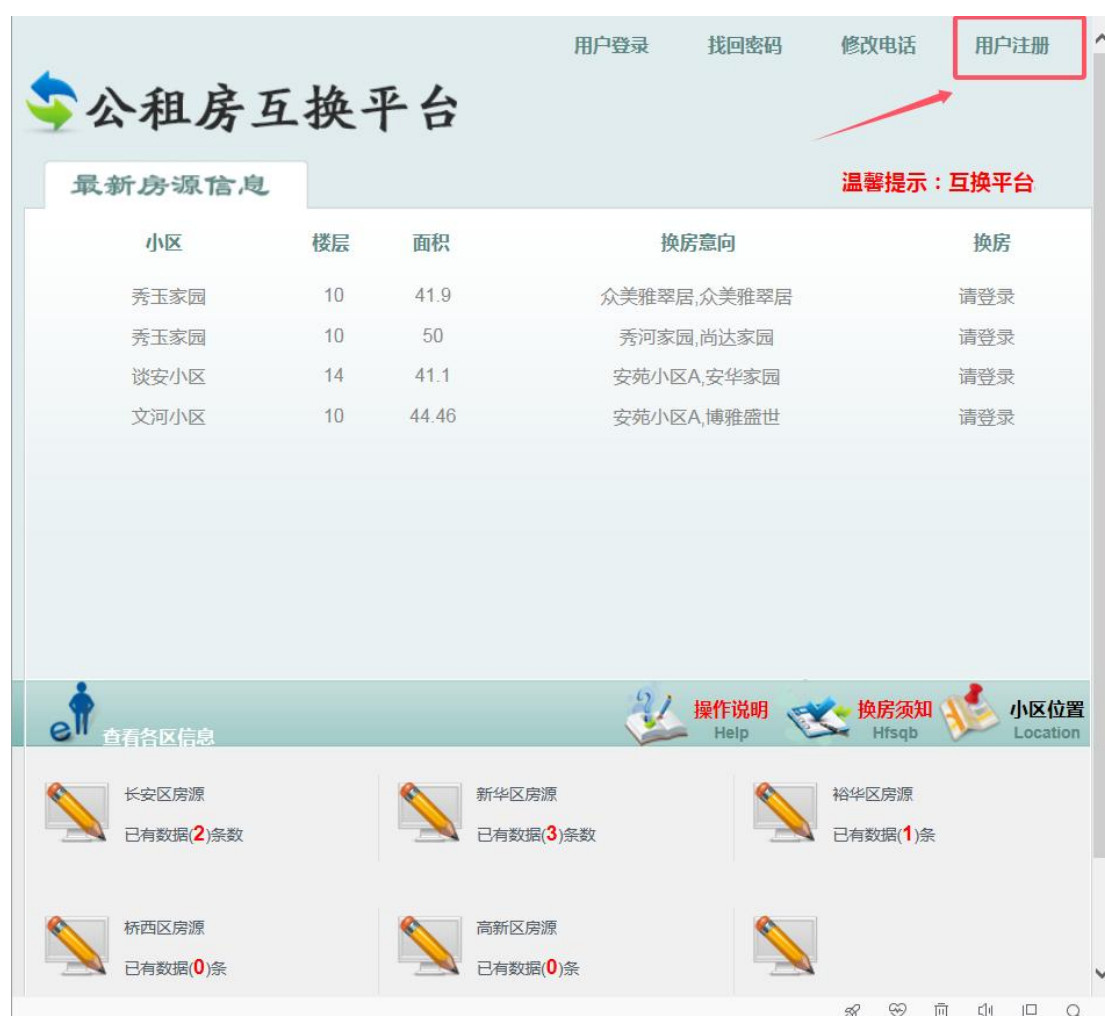 用户登录 找回密码 修改电话 用户注册
公租房互换平台
最新房源信息 温馨提示：互换平台
小区 楼层 面积 换房意向 换房
秀玉家园 10 41.9 众美雅翠居,众美雅翠居 请登录
秀玉家园 10 50 秀河家园,尚达家园 请登录
谈安小区 14 41.1 安苑小区A,安华家园 请登录
文河小区 10 44.46 安苑小区A,博雅盛世 请登录
e 查看各区信息
操作说明 换房须知 小区位置
Help Hfsqb Location
长安区房源 新华区房源 裕华区房源
已有数据(2)条数 已有数据(3)条数 已有数据(1)条
桥西区房源 高新区房源
已有数据(0)条 已有数据(0)条